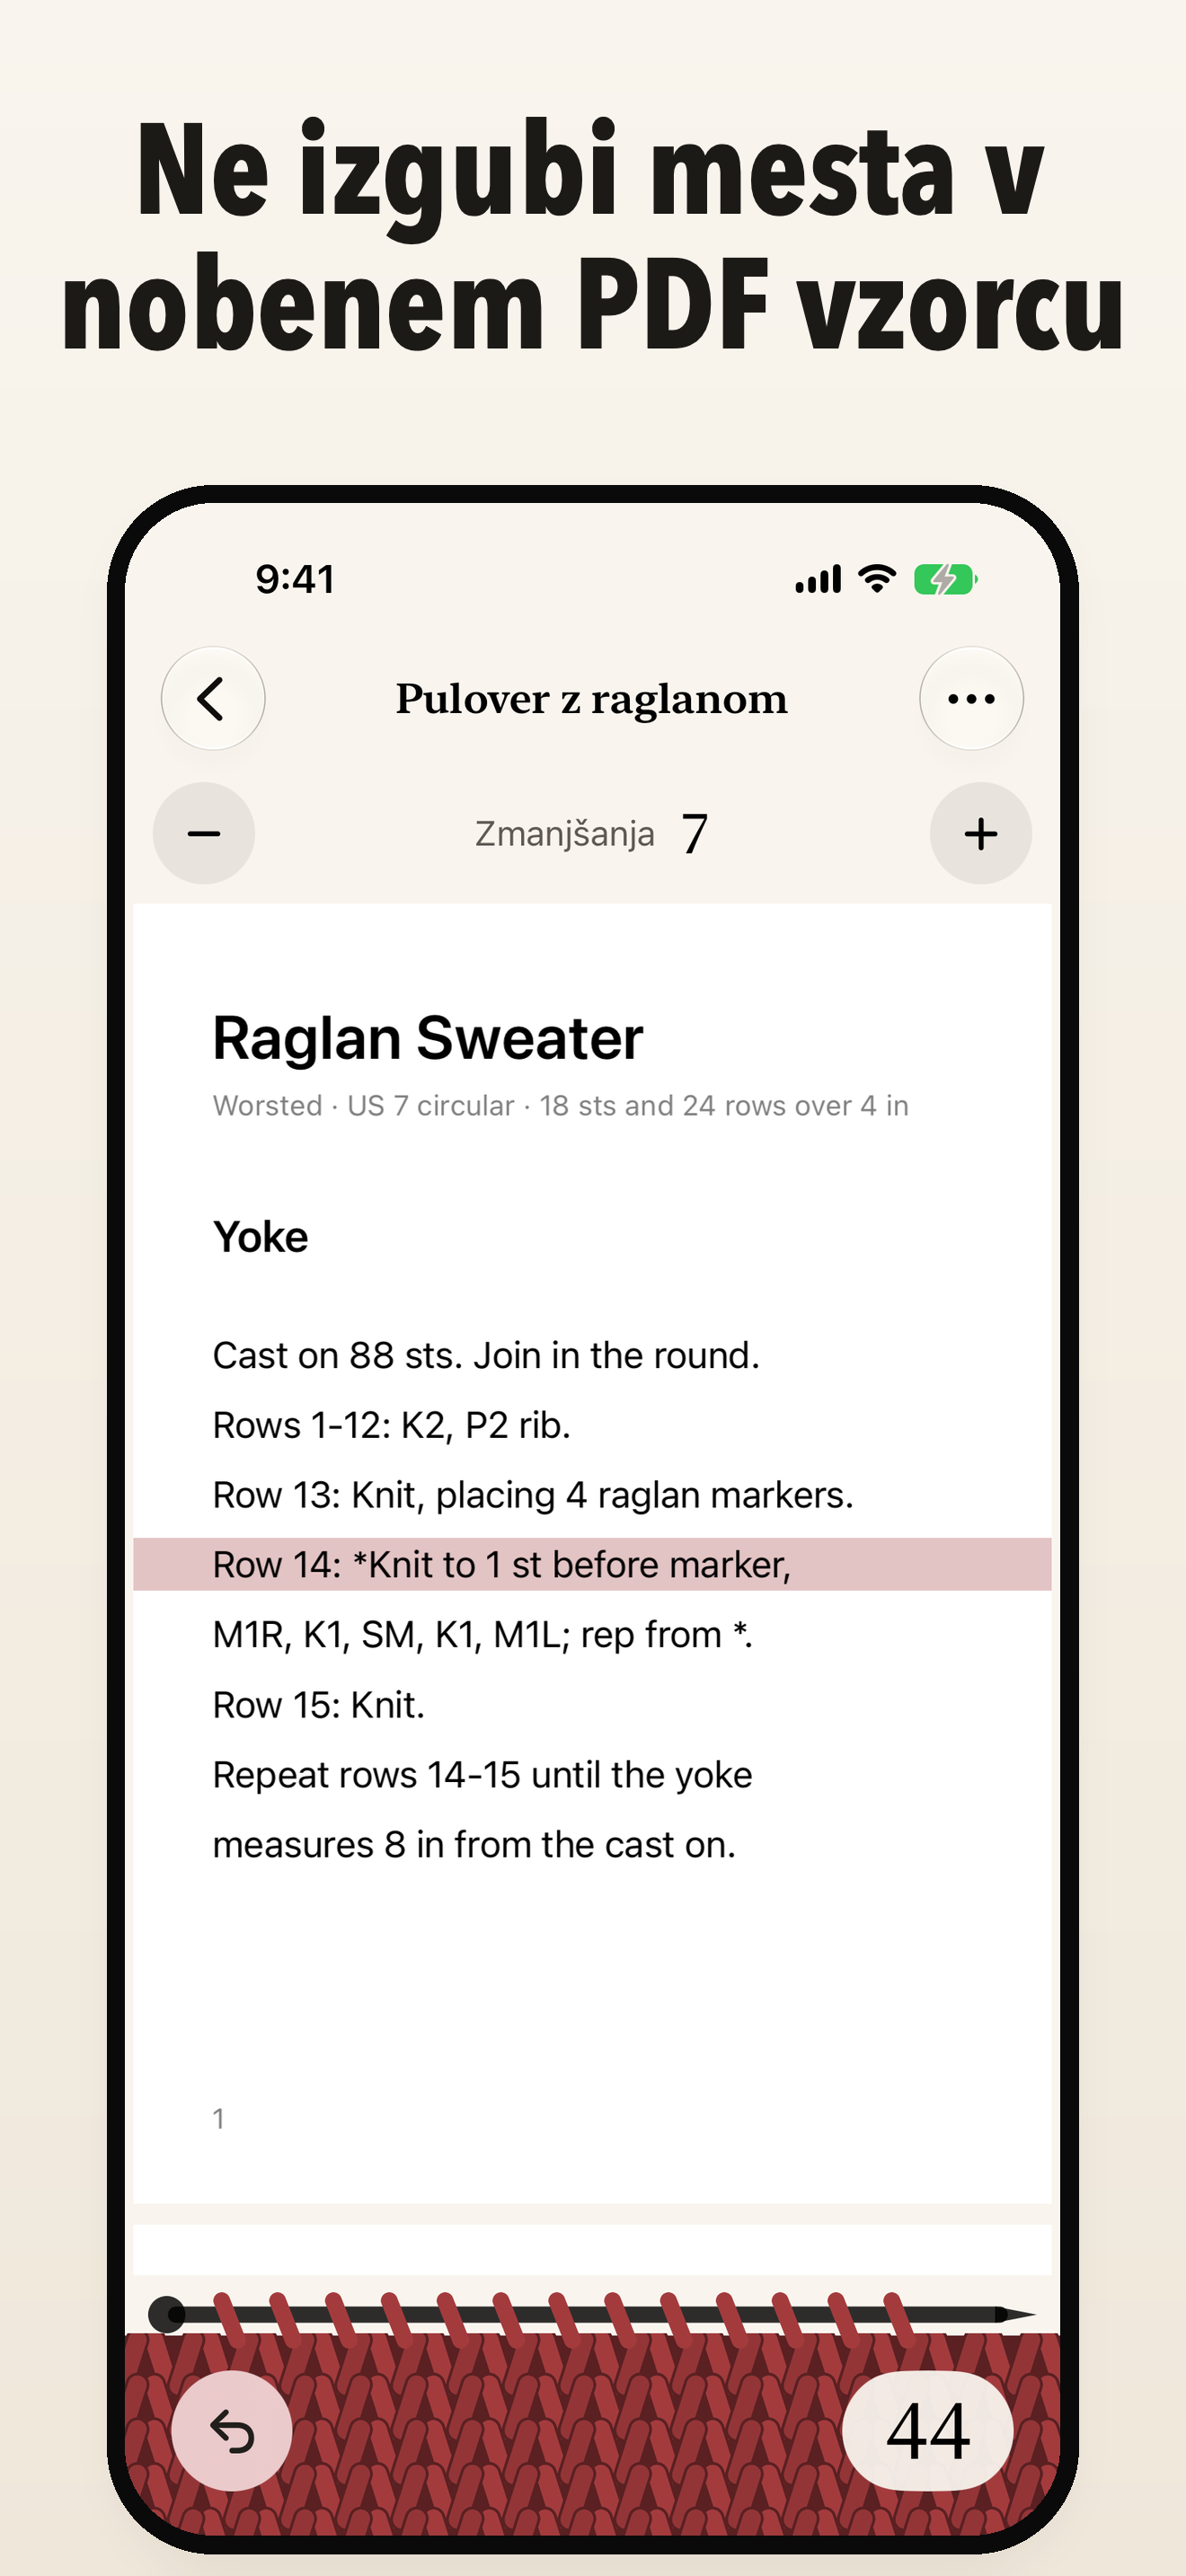 Ne izgubi mesta v
nobenem PDF vzorcu
9:41
Pulover z raglanom
Zmanjšanja 7
Raglan Sweater
Worsted · US 7 circular · 18 sts and 24 rows over 4 in
Yoke
Cast on 88 sts. Join in the round.
Rows 1-12: K2, P2 rib.
Row 13: Knit, placing 4 raglan markers.
Row 14: *Knit to 1 st before marker,
M1R, K1, SM, K1, M1L; rep from *.
Row 15: Knit.
Repeat rows 14-15 until the yoke
measures 8 in from the cast on.
1
44